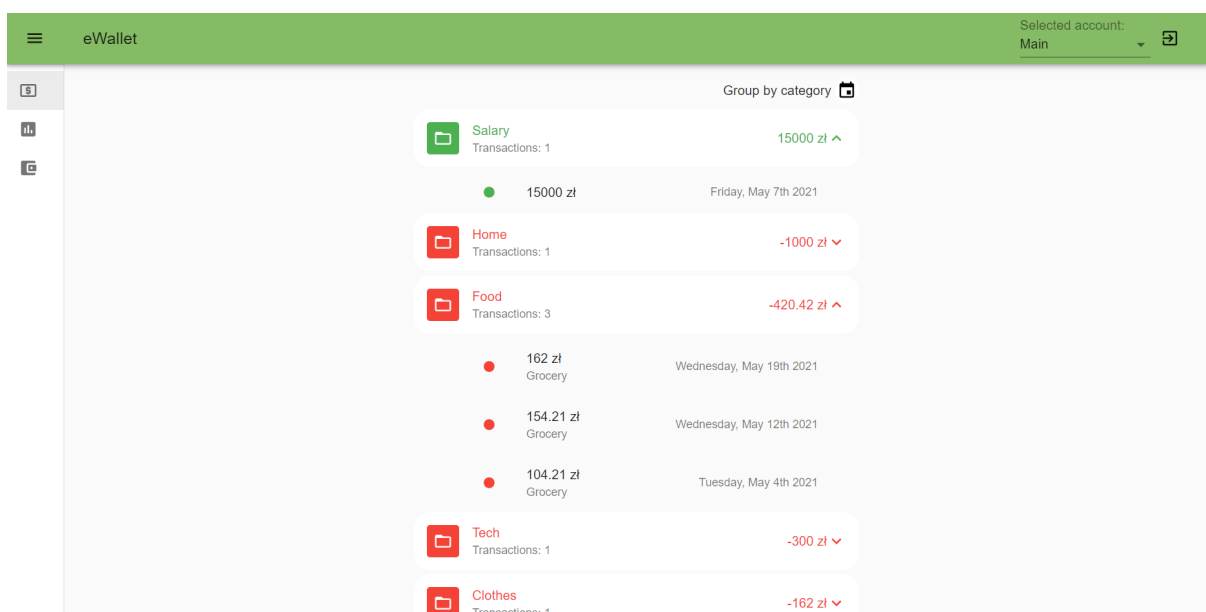 eWallet
Selected account:
Main
Group by category
Salary
Transactions: 1
15000 zł
15000 zł
Friday, May 7th 2021
Home
Transactions: 1
-1000 zł
Food
Transactions: 3
-420.42 zł
162 zł
Grocery
Wednesday, May 19th 2021
154.21 zł
Grocery
Wednesday, May 12th 2021
104.21 zł
Grocery
Tuesday, May 4th 2021
Tech
Transactions: 1
-300 zł
Clothes
Transactions: 1
-162 zł